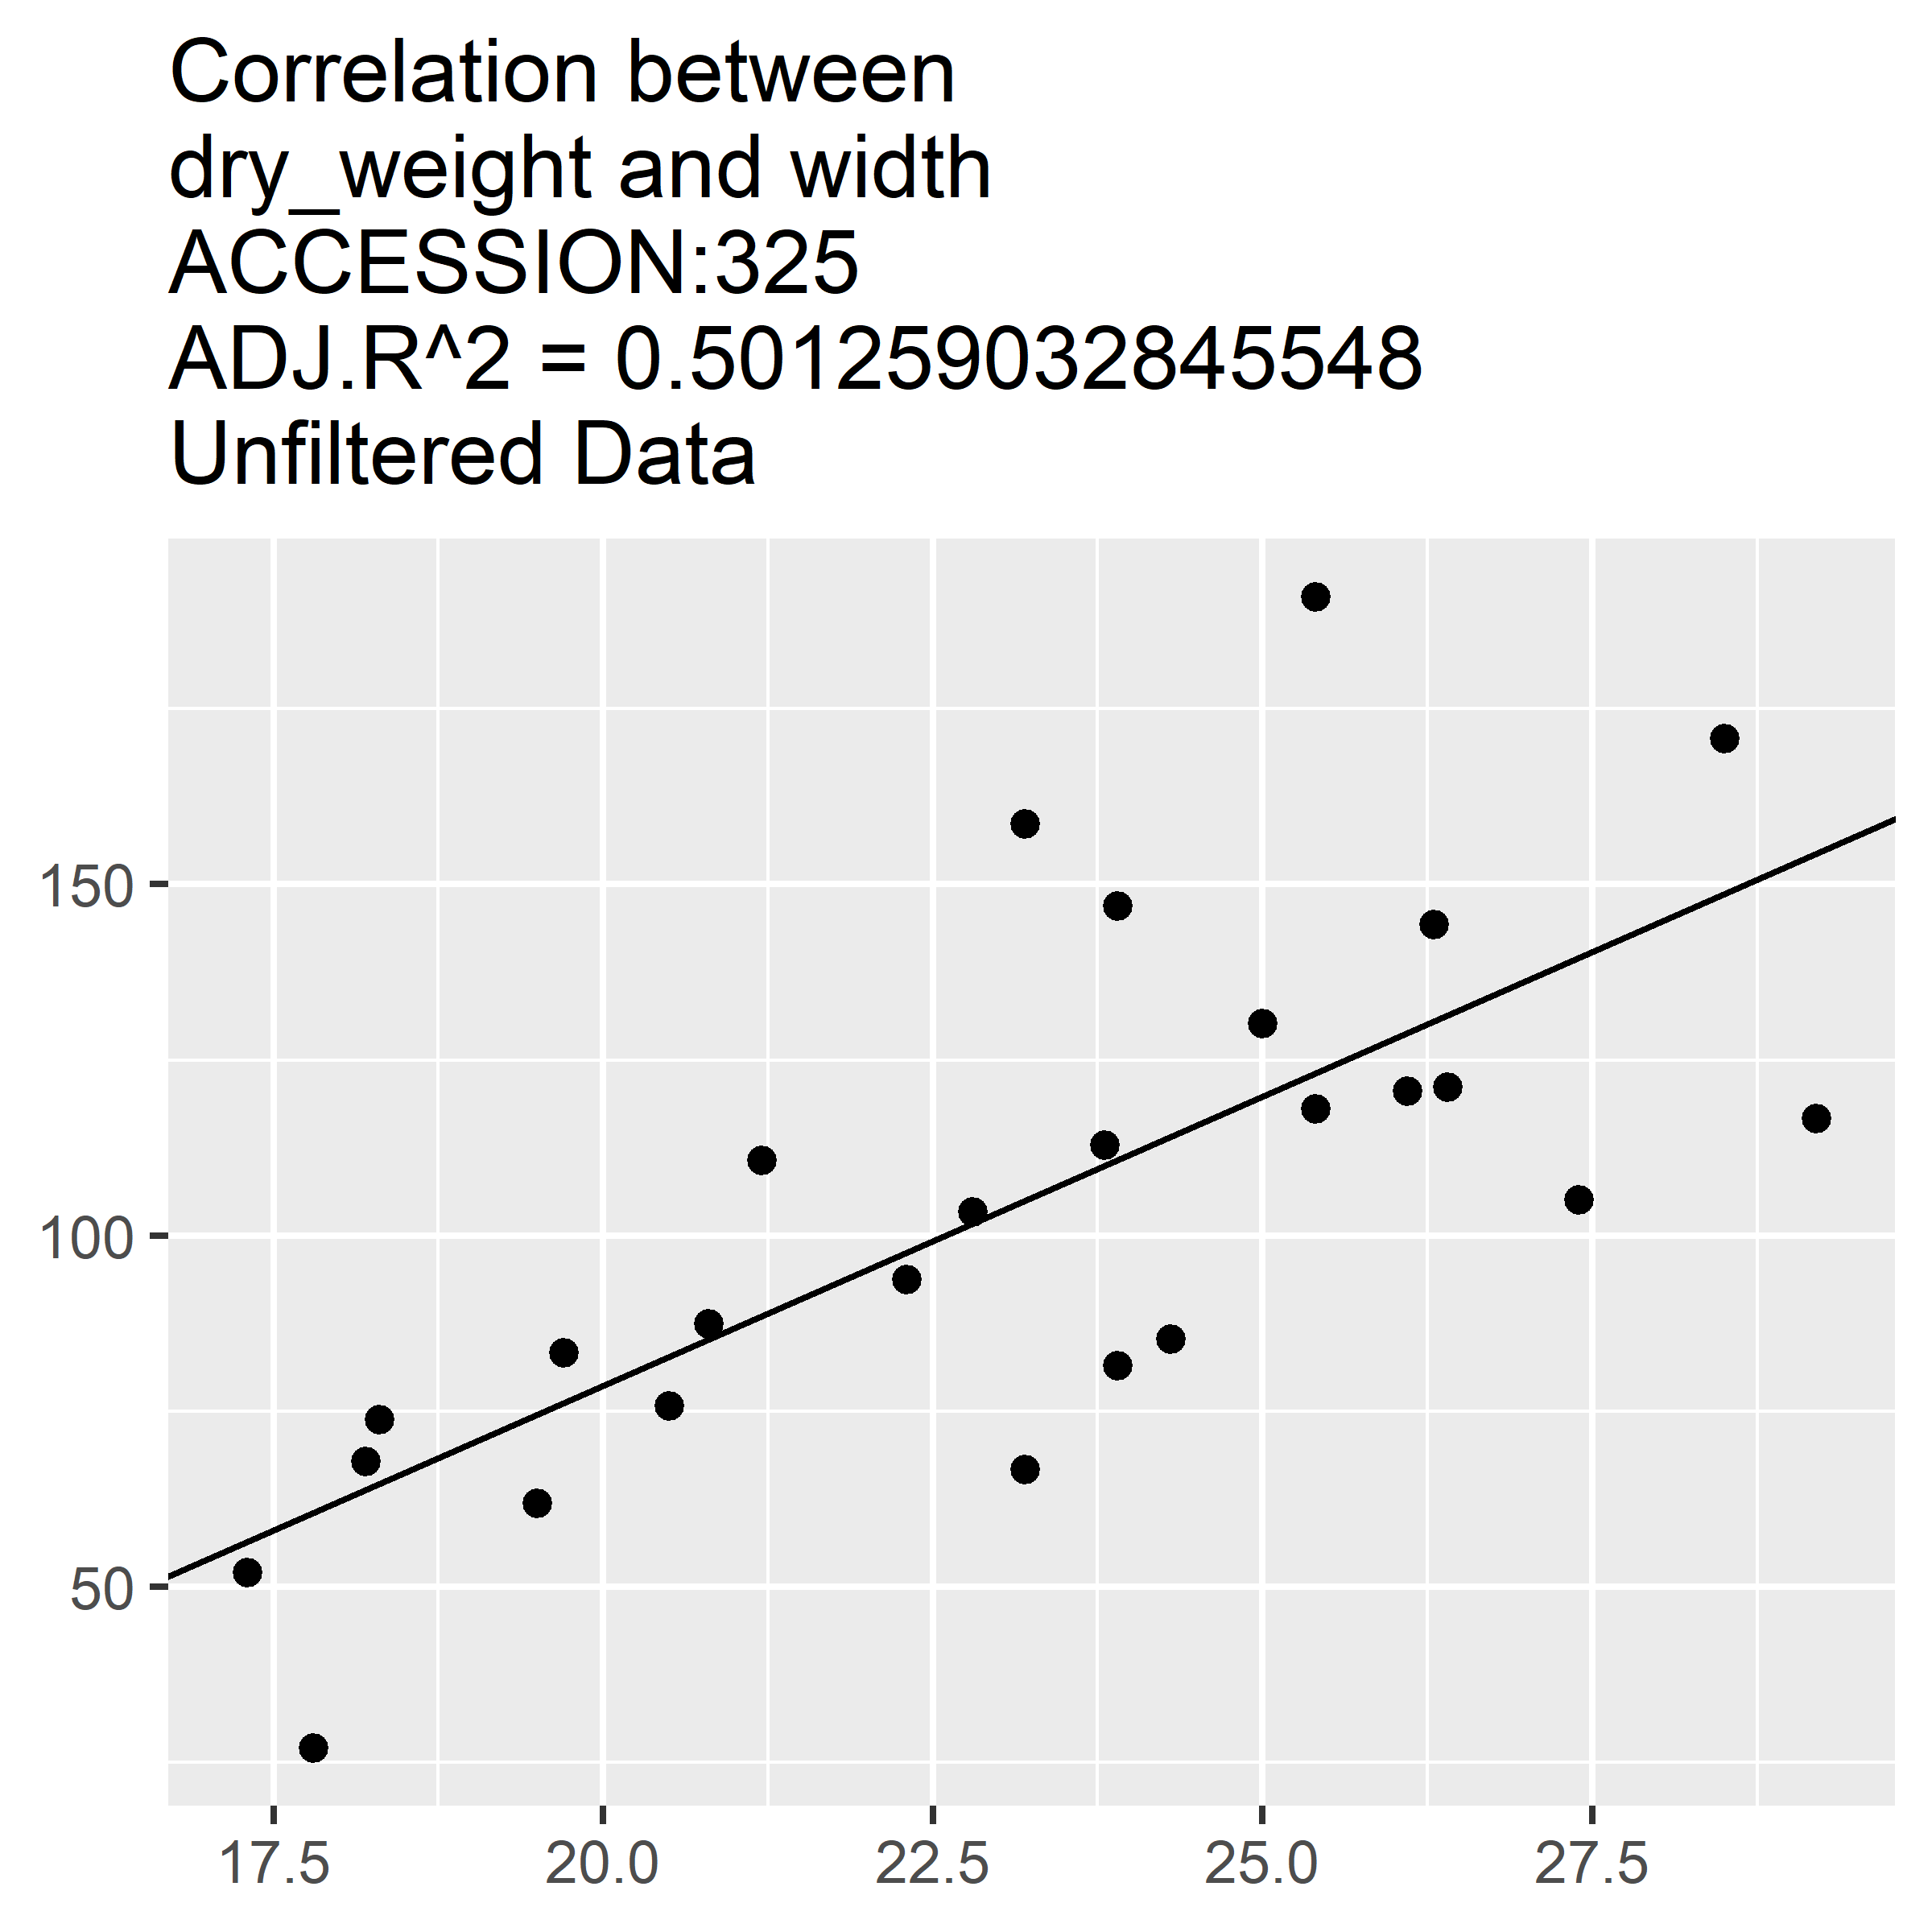 Correlation between
dry_weight and width
ACCESSION:325
ADJ.R^2 = 0.501259032845548
Unfiltered Data
150
100
50
17.5 20.0 22.5 25.0 27.5